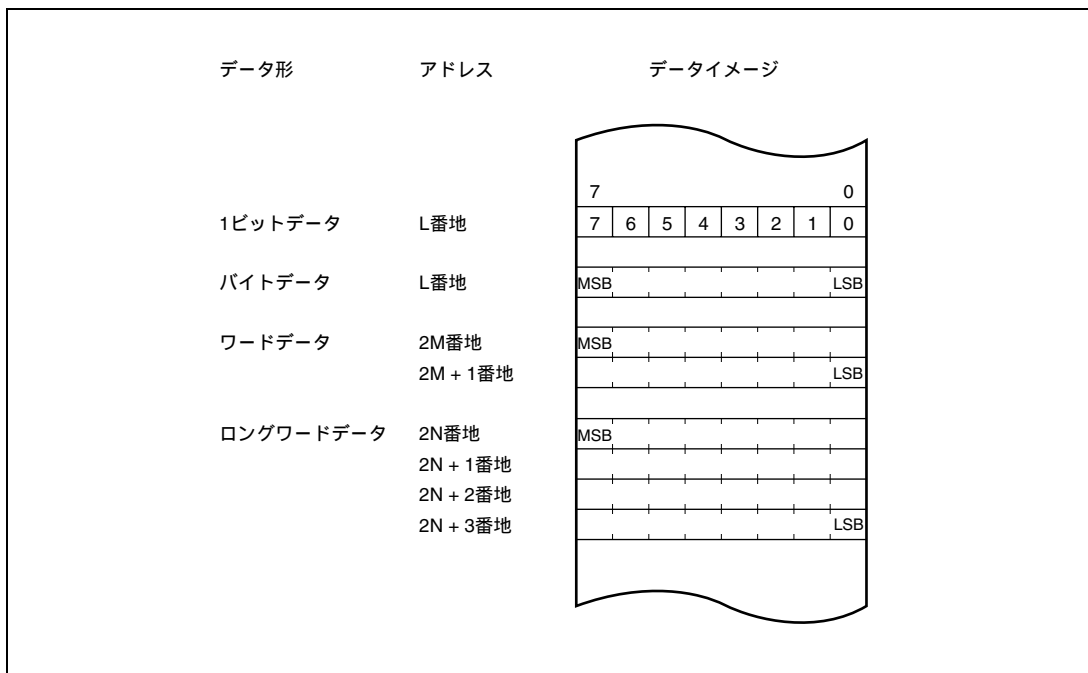 データ形 アドレス データイメージ
7 0
1ビットデータ L番地 7 6 5 4 3 2 1 0
バイトデータ L番地 MSB LSB
ワードデータ 2M番地 MSB
2M + 1番地 LSB
ロングワードデータ 2N番地 MSB
2N + 1番地
2N + 2番地
2N + 3番地 LSB